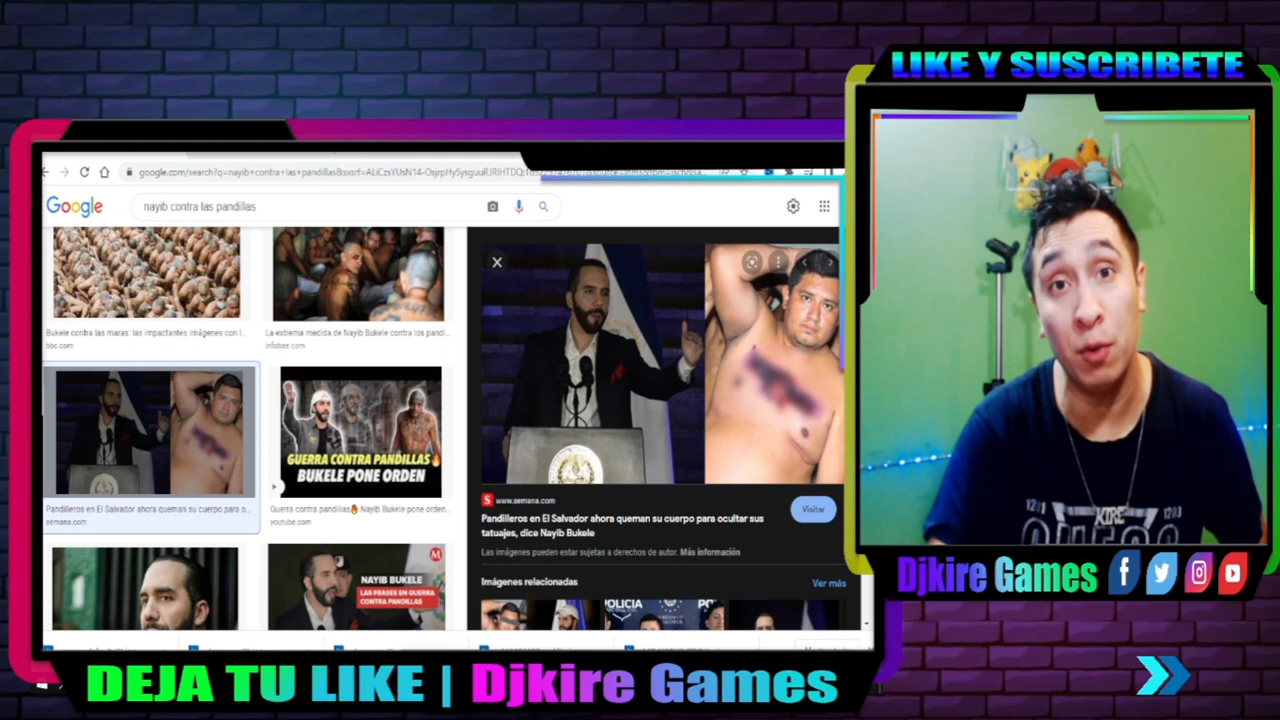 LIKE Y SUSCRIBETE
Google
nayib contra las pandillas
Bukele contra las maras: las impactantes imágenes con l...
bbc.com
La extrema medida de Nayib Bukele contra los pandi...
infobae.com
GUERRA CONTRA PANDILLAS
BUKELE PONE ORDEN
Pandilleros en El Salvador ahora queman su cuerpo para o...
semana.com
Guerra contra pandillas🔥 Nayib Bukele pone orden...
youtube.com
S www.semana.com
Visitar
Pandilleros en El Salvador ahora queman su cuerpo para ocultar sus
tatuajes, dice Nayib Bukele
Las imágenes pueden estar sujetas a derechos de autor. Más información
Imágenes relacionadas
Ver más
M
NAYIB BUKELE
LAS FRASES EN GUERRA
CONTRA PANDILLAS
POLICIA
KIRE
Djkire Games
DEJA TU LIKE | Djkire Games